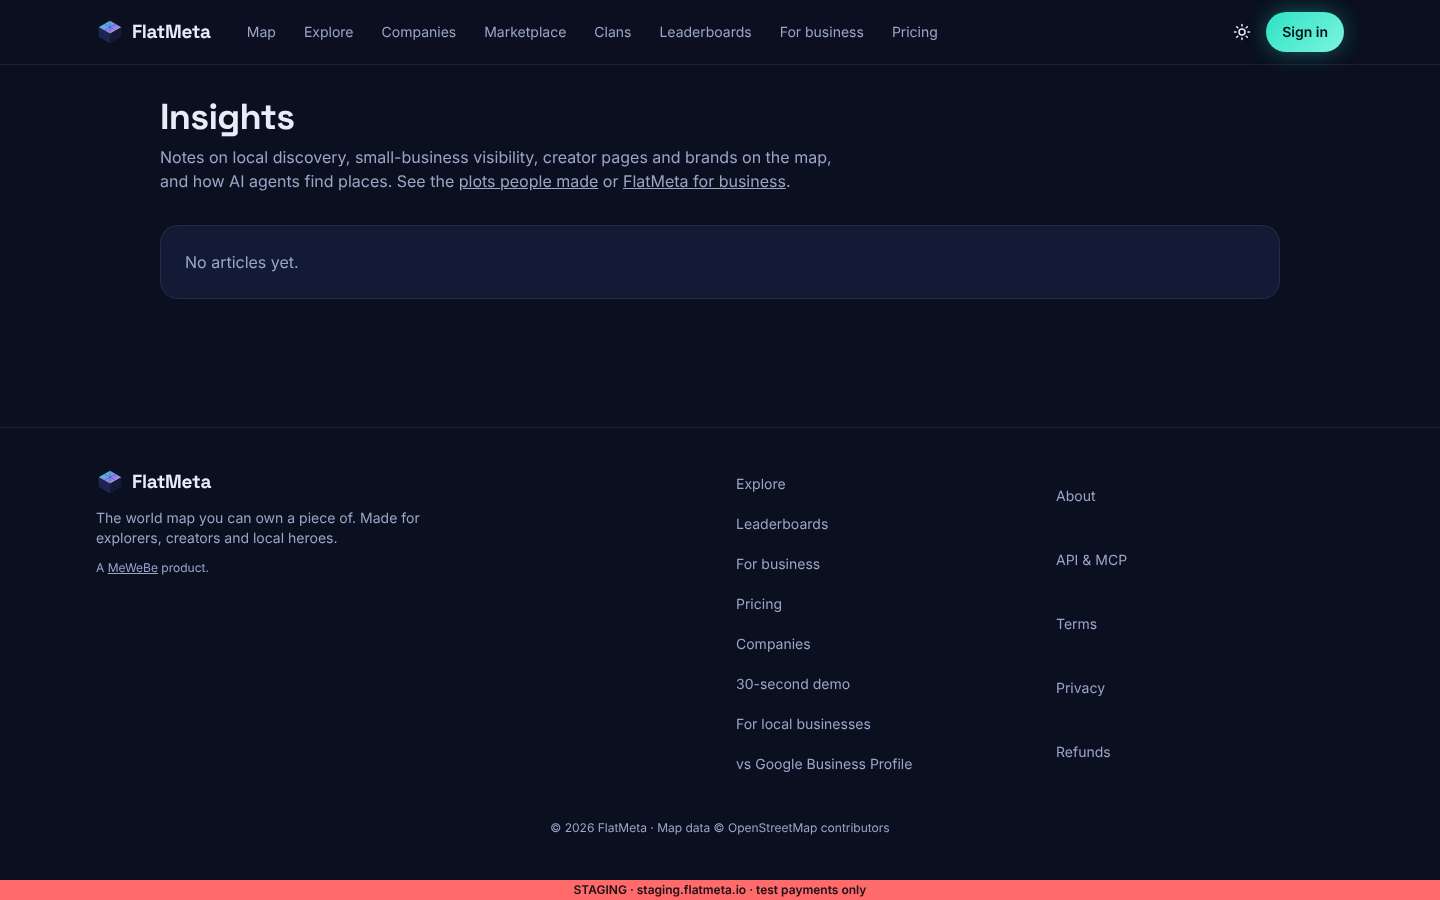 FlatMeta
Map
Explore
Companies
Marketplace
Clans
Leaderboards
For business
Pricing
Sign in
Insights
Notes on local discovery, small-business visibility, creator pages and brands on the map,
and how AI agents find places. See the plots people made or FlatMeta for business.
No articles yet.
FlatMeta
The world map you can own a piece of. Made for
explorers, creators and local heroes.
A MeWeBe product.
Explore
Leaderboards
For business
Pricing
Companies
30-second demo
For local businesses
vs Google Business Profile
About
API & MCP
Terms
Privacy
Refunds
© 2026 FlatMeta · Map data © OpenStreetMap contributors
STAGING · staging.flatmeta.io · test payments only